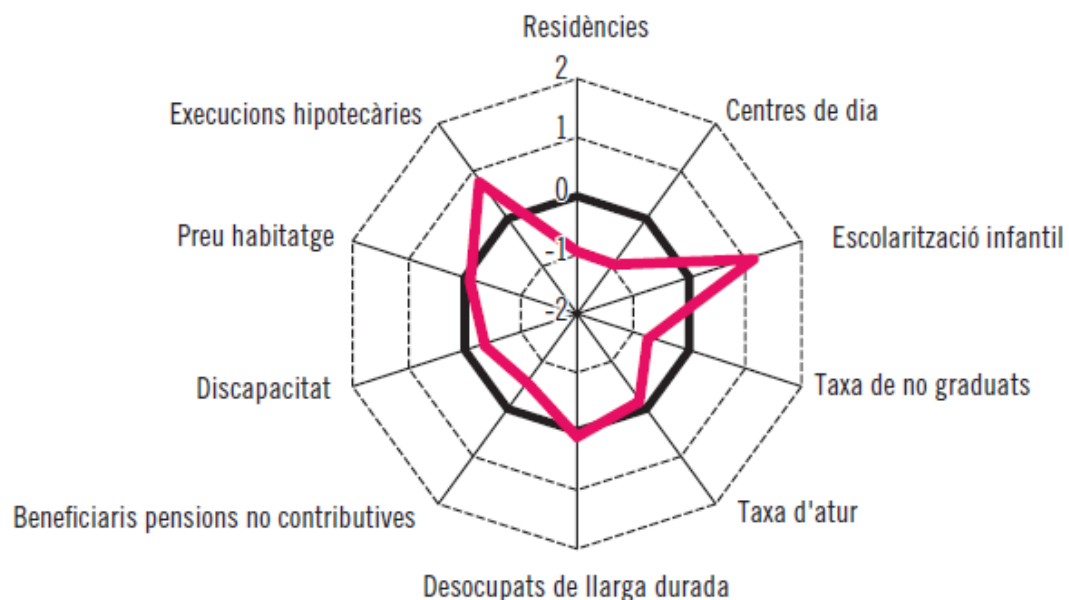 Residències
2
Execucions hipotecàries
Centres de dia
1
0
Preu habitatge
Escolarització infantil
-1
-2
Discapacitat
Taxa de no graduats
Beneficiaris pensions no contributives
Taxa d'atur
Desocupats de llarga durada